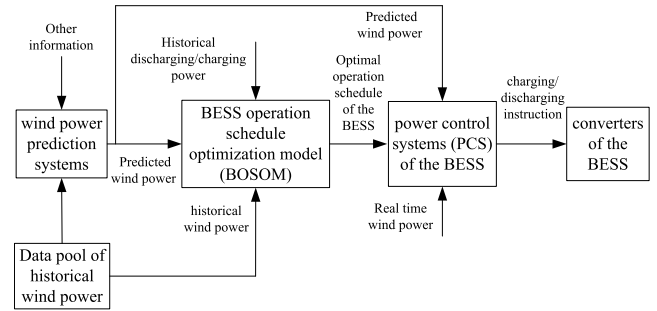 Other
information
Predicted
wind power
Historical
discharging/charging
power
Optimal
operation
schedule
of the
BESS
charging/
discharging
instruction
wind power
prediction
systems
Predicted
wind power
BESS operation
schedule
optimization model
(BOSOM)
power control
systems (PCS)
of the BESS
converters
of the
BESS
historical
wind power
Real time
wind power
Data pool of
historical
wind power